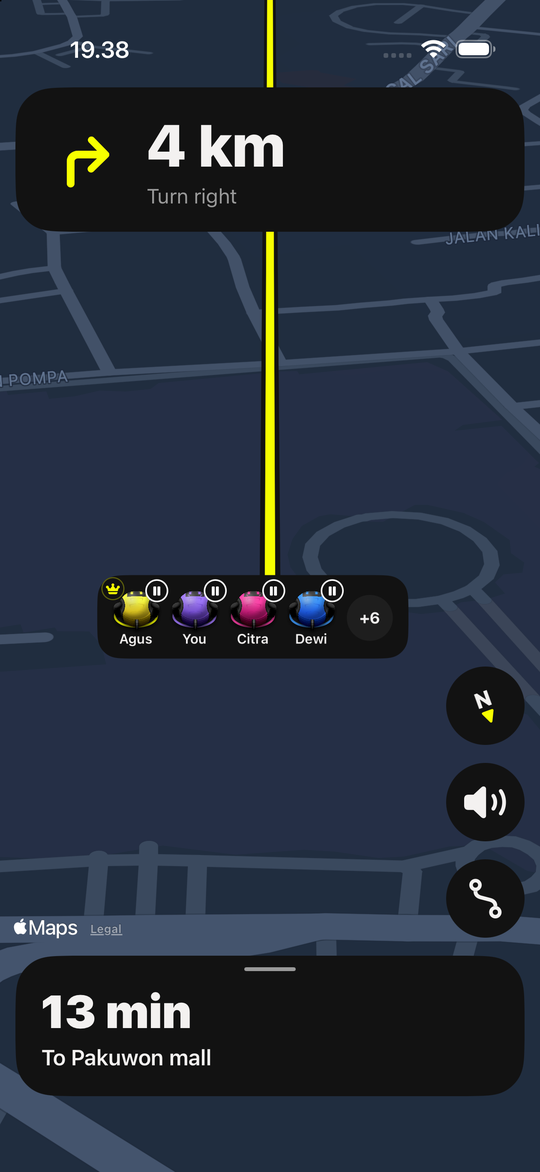 19.38
4 km
Turn right
JALAN KALI
POMPA
Agus
You
Citra
Dewi
+6
N
Maps
Legal
13 min
To Pakuwon mall